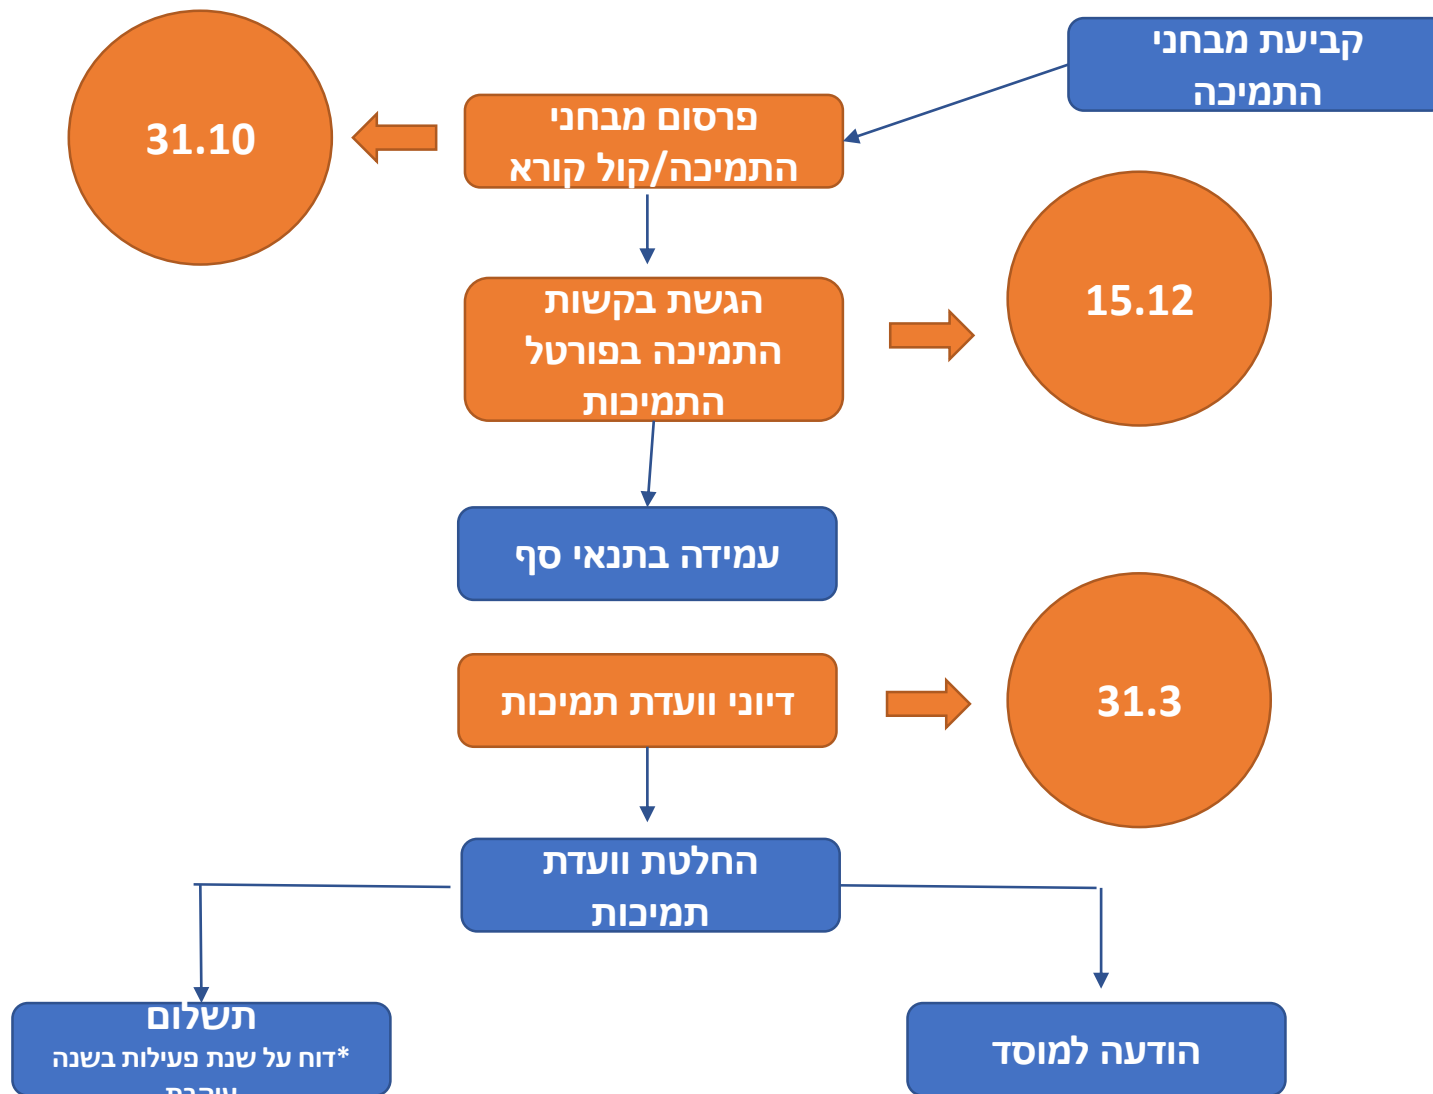 קביעת מבחני
התמיכה
פרסום מבחני
התמיכה/קול קורא
31.10
הגשת בקשות
התמיכה בפורטל
התמיכות
15.12
עמידה בתנאי סף
דיוני וועדת תמיכות
31.3
החלטת וועדת
תמיכות
הודעה למוסד
תשלום
*דוח על שנת פעילות בשנה